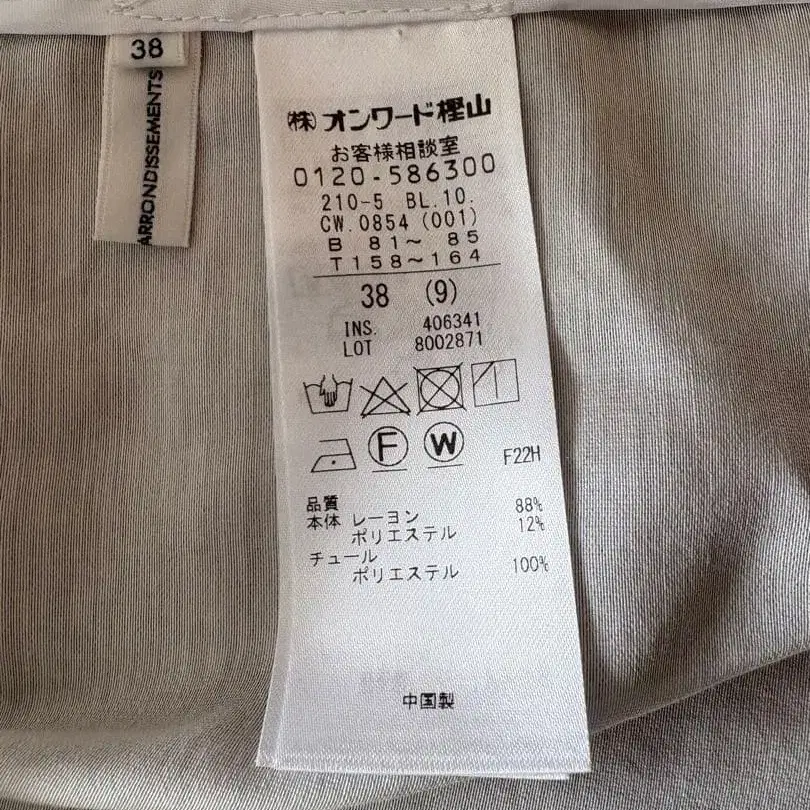 38
ARRONDISSEMENTS
(株)オンワード樫山
お客様相談室
0120-586300
210-5 BL.10.
CW.0854 (001)
B 81～ 85
T158～164
38 (9)
INS. 406341
LOT 8002871
F W F22H
品質
本体 レーヨン 88%
ポリエステル 12%
チュール
ポリエステル 100%
中国製